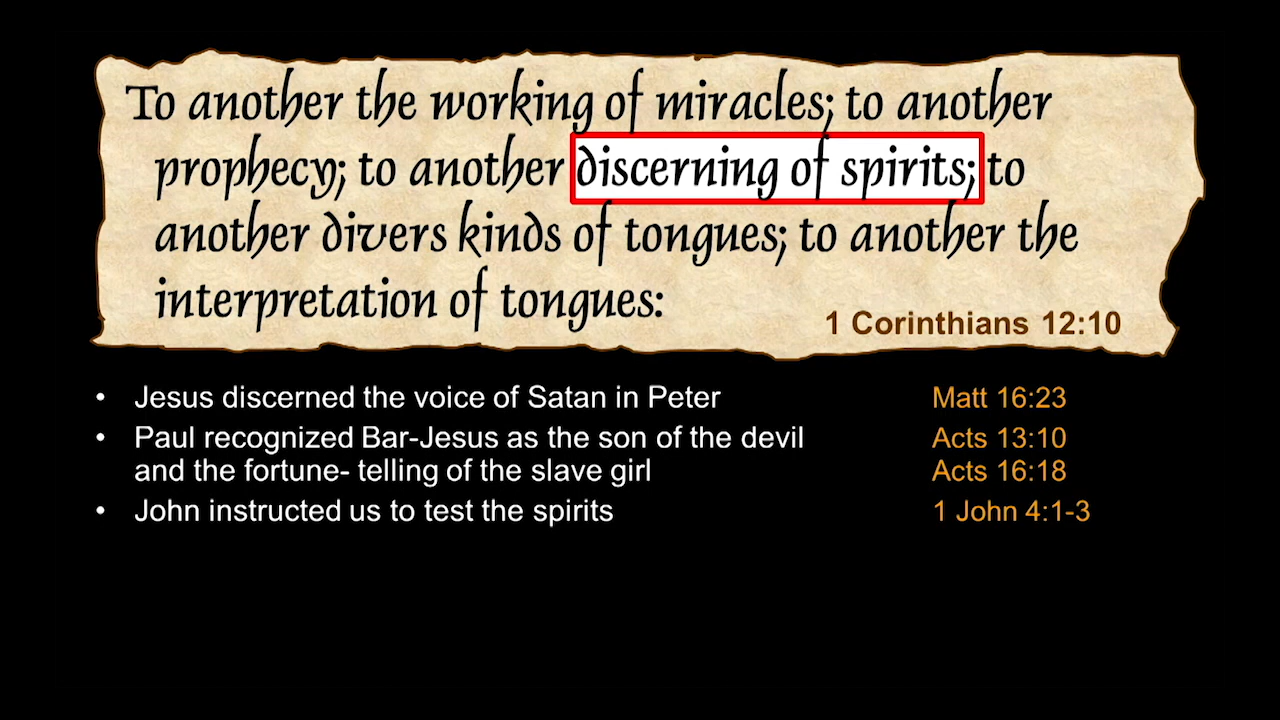 To another the working of miracles; to another
prophecy; to another discerning of spirits; to
another divers kinds of tongues; to another the
interpretation of tongues:
1 Corinthians 12:10
• Jesus discerned the voice of Satan in Peter Matt 16:23
• Paul recognized Bar-Jesus as the son of the devil Acts 13:10
and the fortune- telling of the slave girl Acts 16:18
• John instructed us to test the spirits 1 John 4:1-3